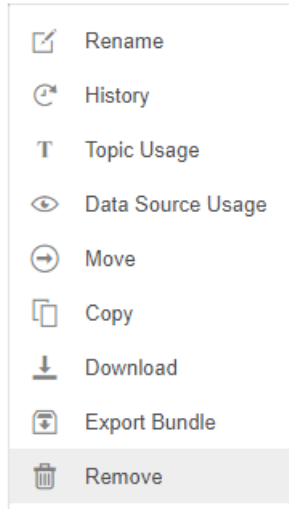 Rename
History
Topic Usage
Data Source Usage
Move
Copy
Download
Export Bundle
Remove